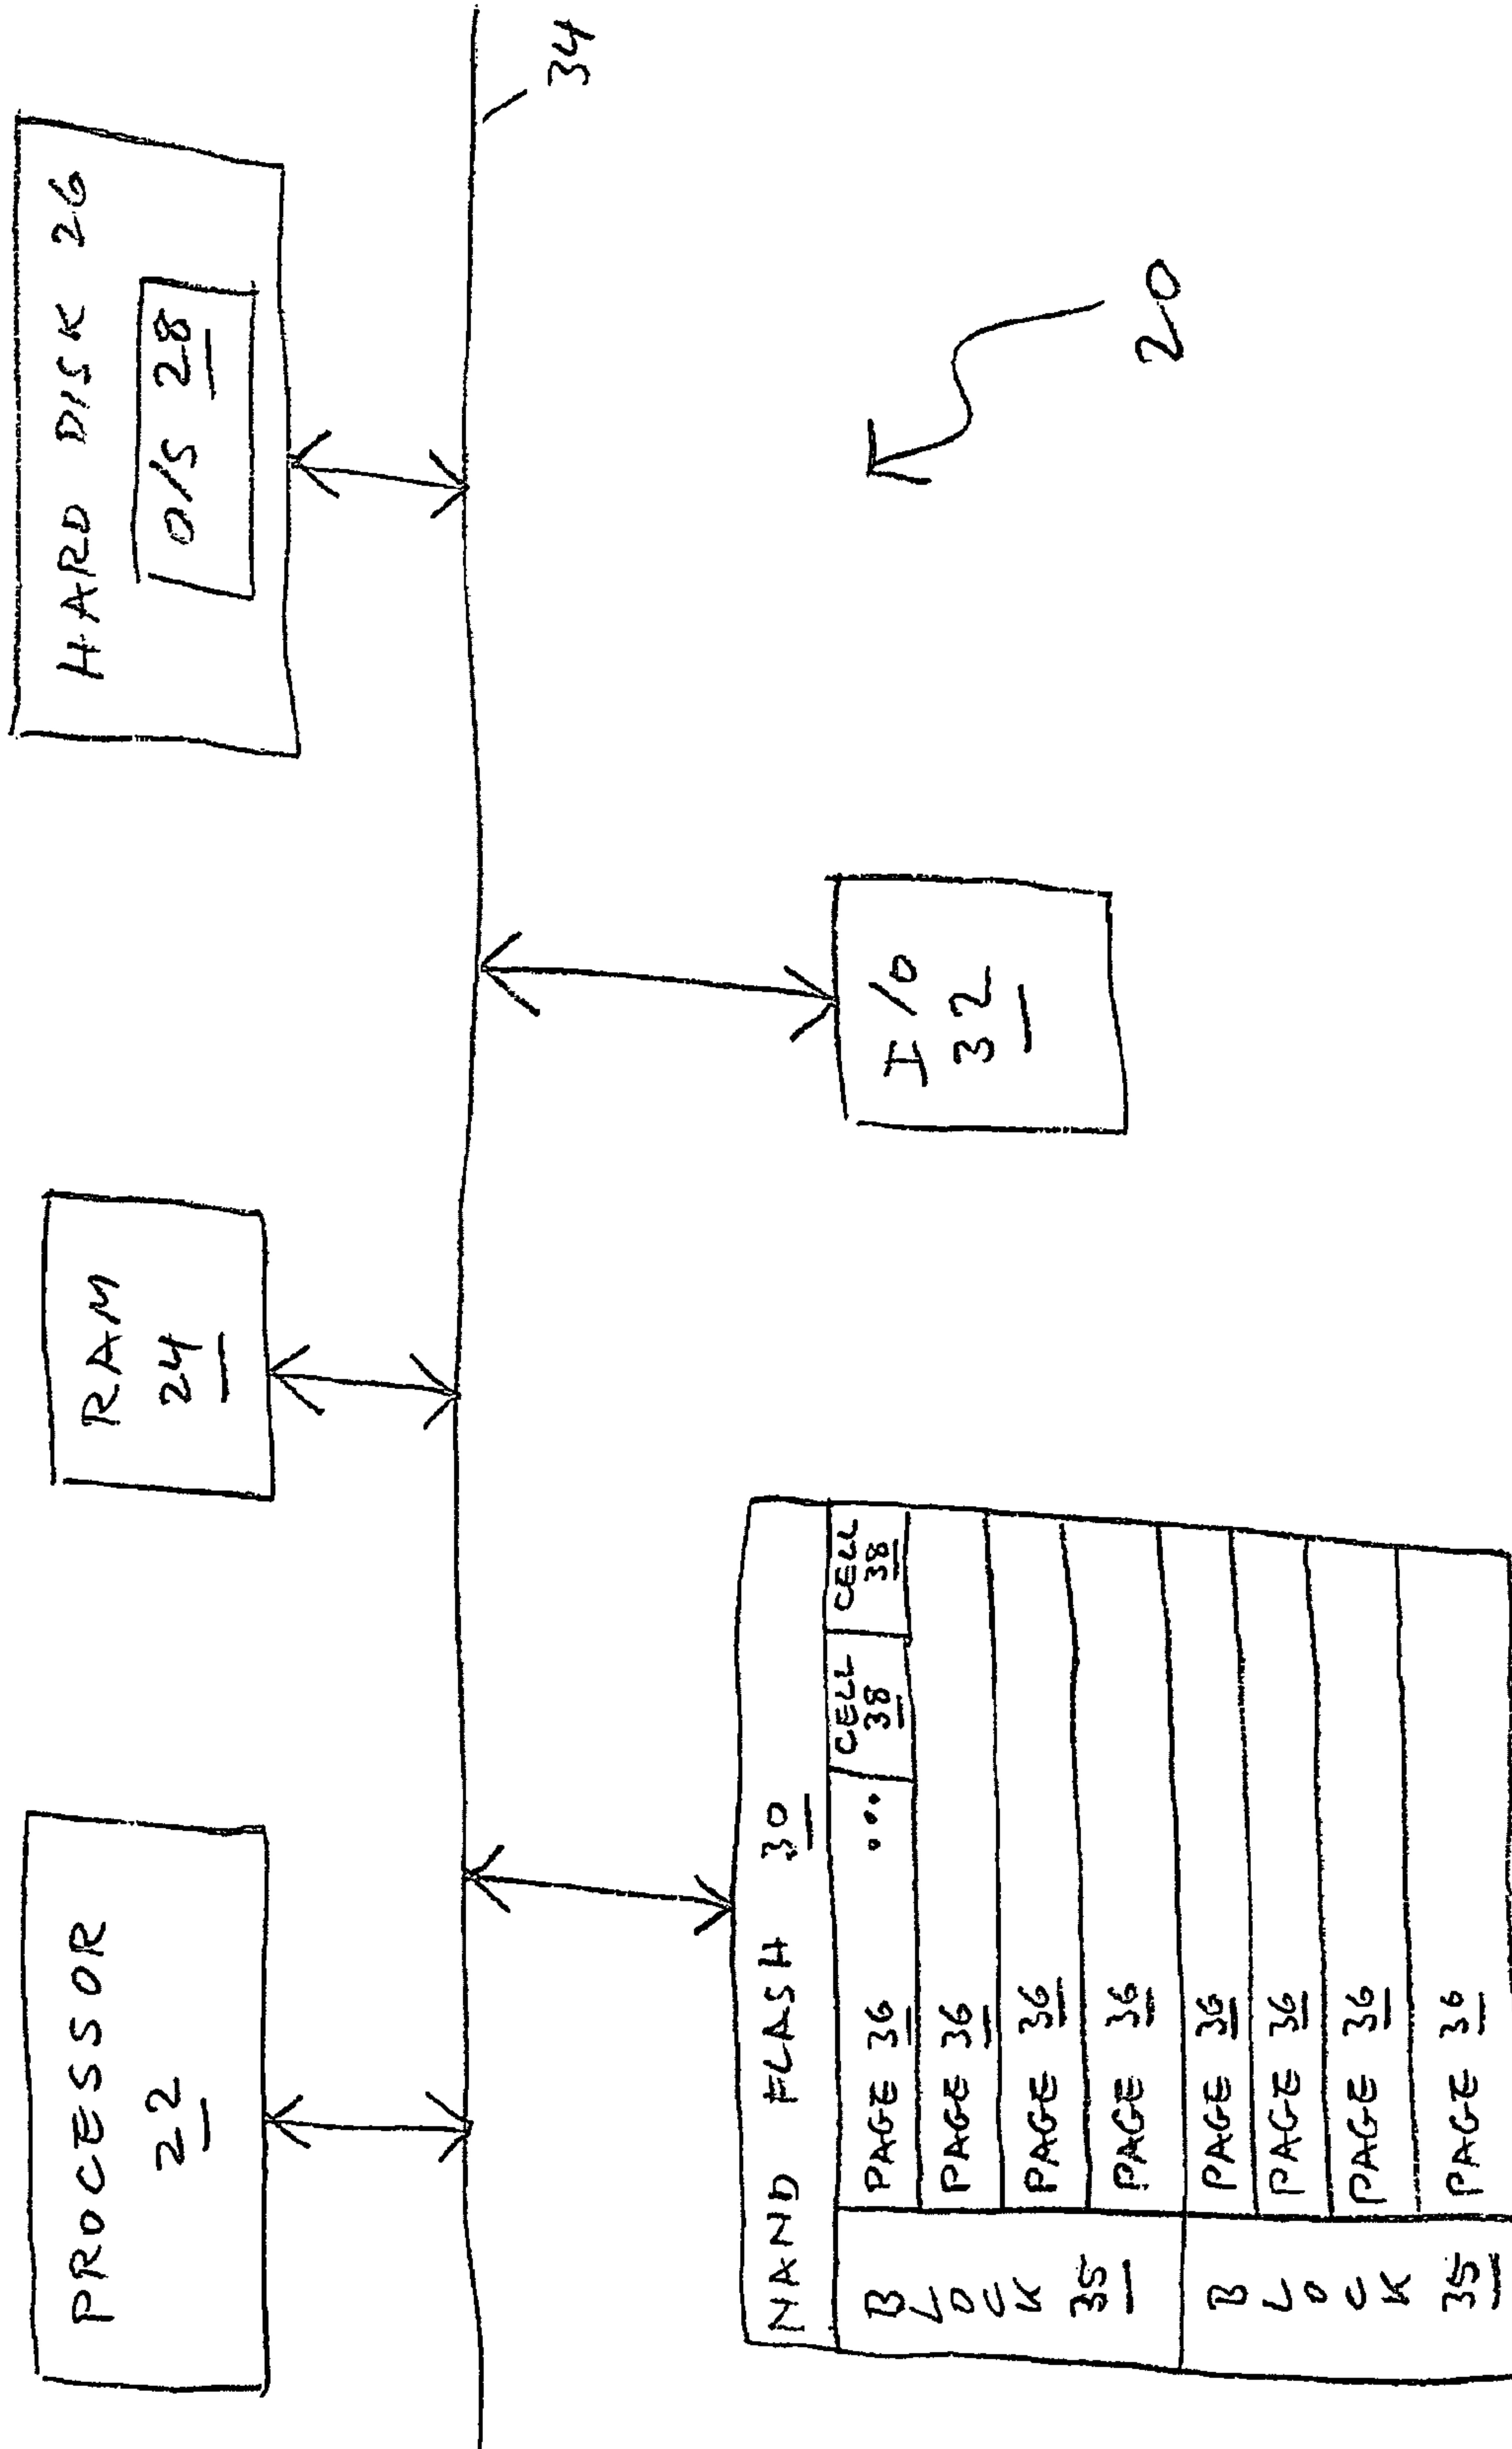 PROCESSOR
22
RAM
24
HARD DISK 26
O/S 28
34
NAND FLASH 30
BLOCK 35
PAGE 36 ... CELL 38 CELL 38
PAGE 36
PAGE 36
PAGE 36
BLOCK 35
PAGE 36
PAGE 36
PAGE 36
PAGE 36
I/O
32
20